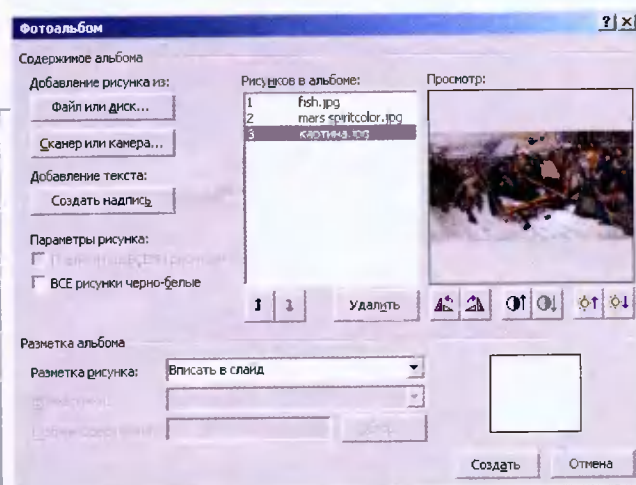 Фотоальбом
Содержимое альбома
Добавление рисунка из:
Файл или диск...
Сканер или камера...
Добавление текста:
Создать надпись
Параметры рисунка:
ВСЕ рисунки черно-белые
Рисунков в альбоме:
1 fish.jpg
2 mars spiritcolor.jpg
3 картина.jpg
Удалить
Просмотр:
Разметка альбома
Разметка рисунка:
Вписать в слайд
Создать
Отмена